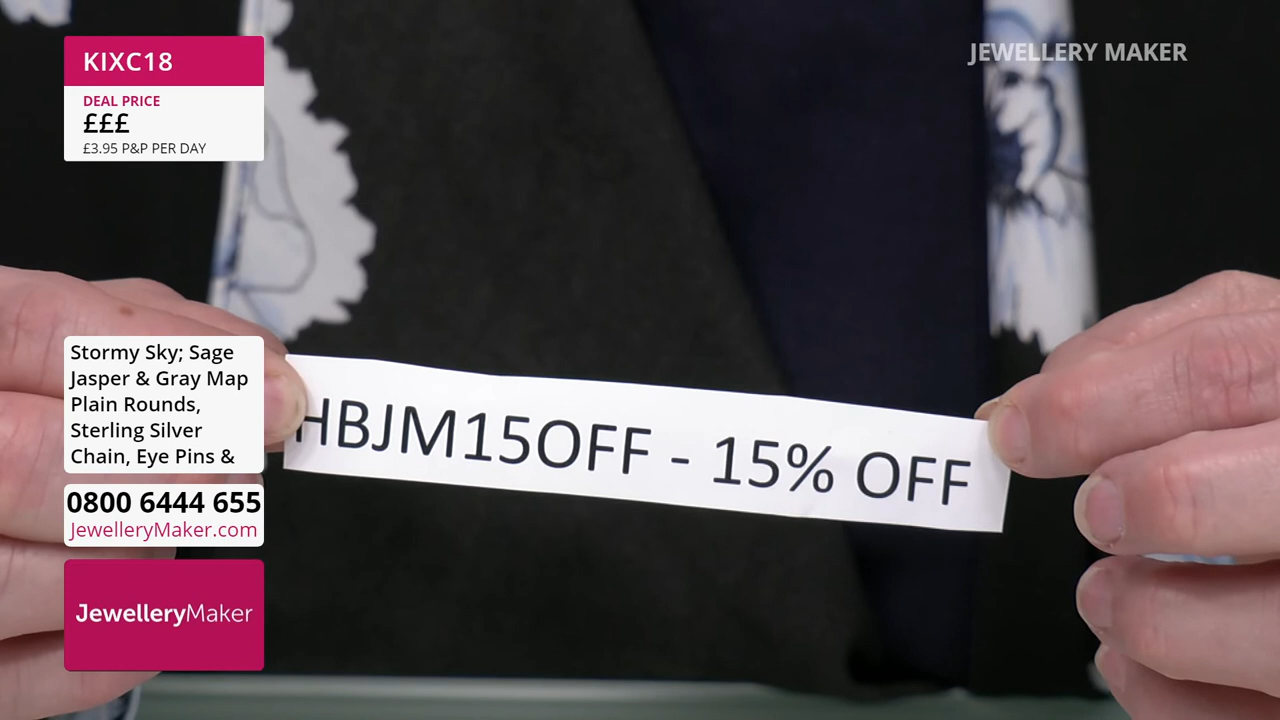 KIXC18
DEAL PRICE
£££
£3.95 P&P PER DAY
JEWELLERY MAKER
Stormy Sky; Sage
Jasper & Gray Map
Plain Rounds,
Sterling Silver
Chain, Eye Pins &
HBJM15OFF - 15% OFF
0800 6444 655
JewelleryMaker.com
JewelleryMaker